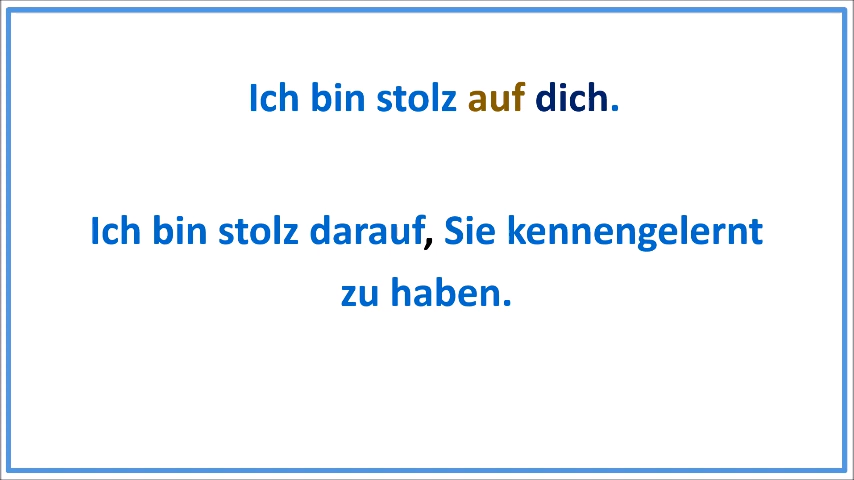 Ich bin stolz auf dich.
Ich bin stolz darauf, Sie kennengelernt
zu haben.